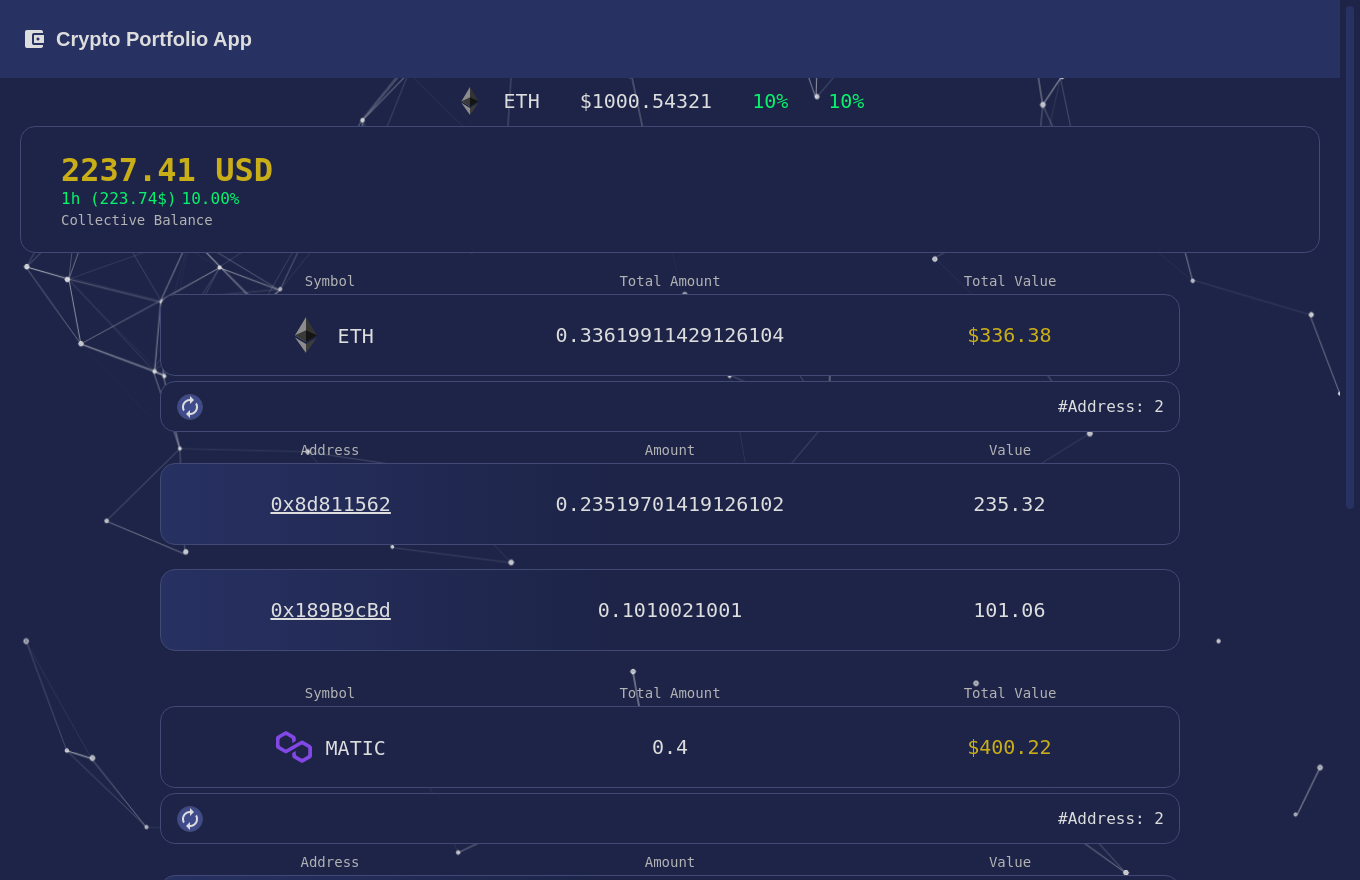 Crypto Portfolio App
ETH $1000.54321 10% 10%
2237.41 USD
1h (223.74$) 10.00%
Collective Balance
Symbol Total Amount Total Value
ETH 0.33619911429126104 $336.38
#Address: 2
Address Amount Value
0x8d811562 0.23519701419126102 235.32
0x189B9cBd 0.1010021001 101.06
Symbol Total Amount Total Value
MATIC 0.4 $400.22
#Address: 2
Address Amount Value